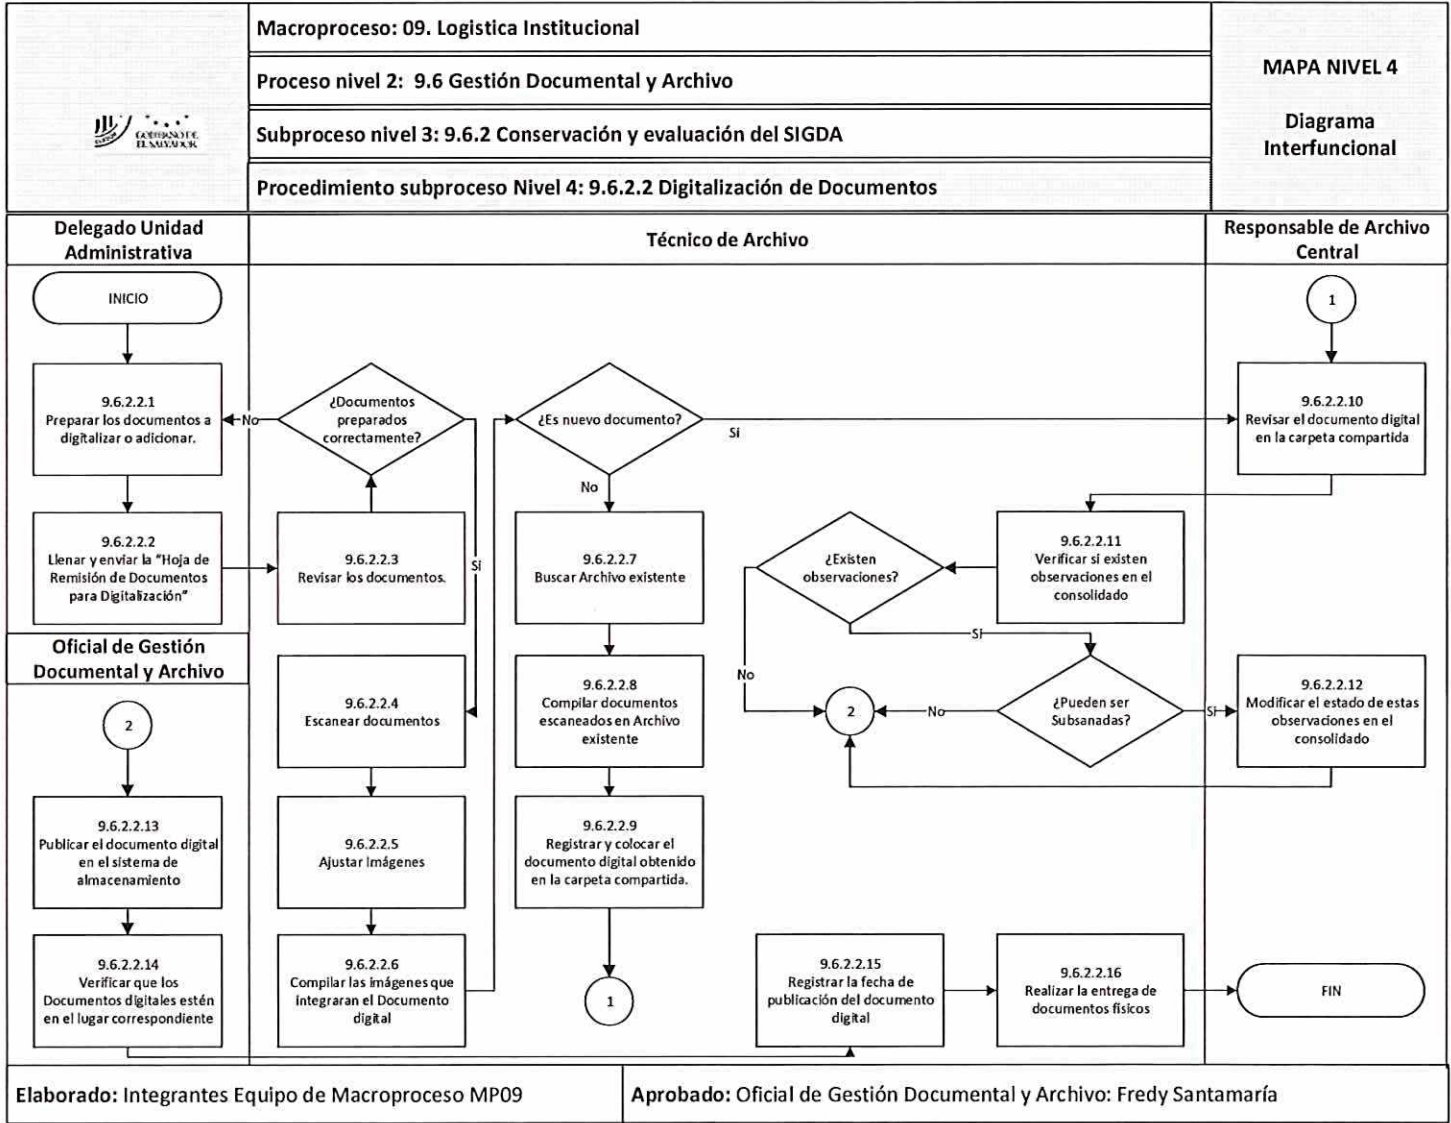 Macroproceso: 09. Logistica Institucional
Proceso nivel 2: 9.6 Gestión Documental y Archivo
Subproceso nivel 3: 9.6.2 Conservación y evaluación del SIGDA
Procedimiento subproceso Nivel 4: 9.6.2.2 Digitalización de Documentos
MAPA NIVEL 4
Diagrama
Interfuncional
GOBIERNO DE
EL SALVADOR
Delegado Unidad
Administrativa
Técnico de Archivo
Responsable de Archivo
Central
INICIO
9.6.2.2.1
Preparar los documentos a
digitalizar o adicionar.
9.6.2.2.2
Llenar y enviar la "Hoja de
Remisión de Documentos
para Digitalización"
Oficial de Gestión
Documental y Archivo
2
9.6.2.2.13
Publicar el documento digital
en el sistema de
almacenamiento
9.6.2.2.14
Verificar que los
Documentos digitales estén
en el lugar correspondiente
¿Documentos
preparados
correctamente?
No
Sí
9.6.2.2.3
Revisar los documentos.
9.6.2.2.4
Escanear documentos
9.6.2.2.5
Ajustar Imágenes
9.6.2.2.6
Compilar las imágenes que
integraran el Documento
digital
¿Es nuevo documento?
Sí
No
9.6.2.2.7
Buscar Archivo existente
9.6.2.2.8
Compilar documentos
escaneados en Archivo
existente
9.6.2.2.9
Registrar y colocar el
documento digital obtenido
en la carpeta compartida.
1
1
9.6.2.2.10
Revisar el documento digital
en la carpeta compartida
9.6.2.2.11
Verificar si existen
observaciones en el
consolidado
¿Existen
observaciones?
Sí
No
¿Pueden ser
Subsanadas?
No
Sí
2
9.6.2.2.12
Modificar el estado de estas
observaciones en el
consolidado
9.6.2.2.15
Registrar la fecha de
publicación del documento
digital
9.6.2.2.16
Realizar la entrega de
documentos físicos
FIN
Elaborado: Integrantes Equipo de Macroproceso MP09
Aprobado: Oficial de Gestión Documental y Archivo: Fredy Santamaría